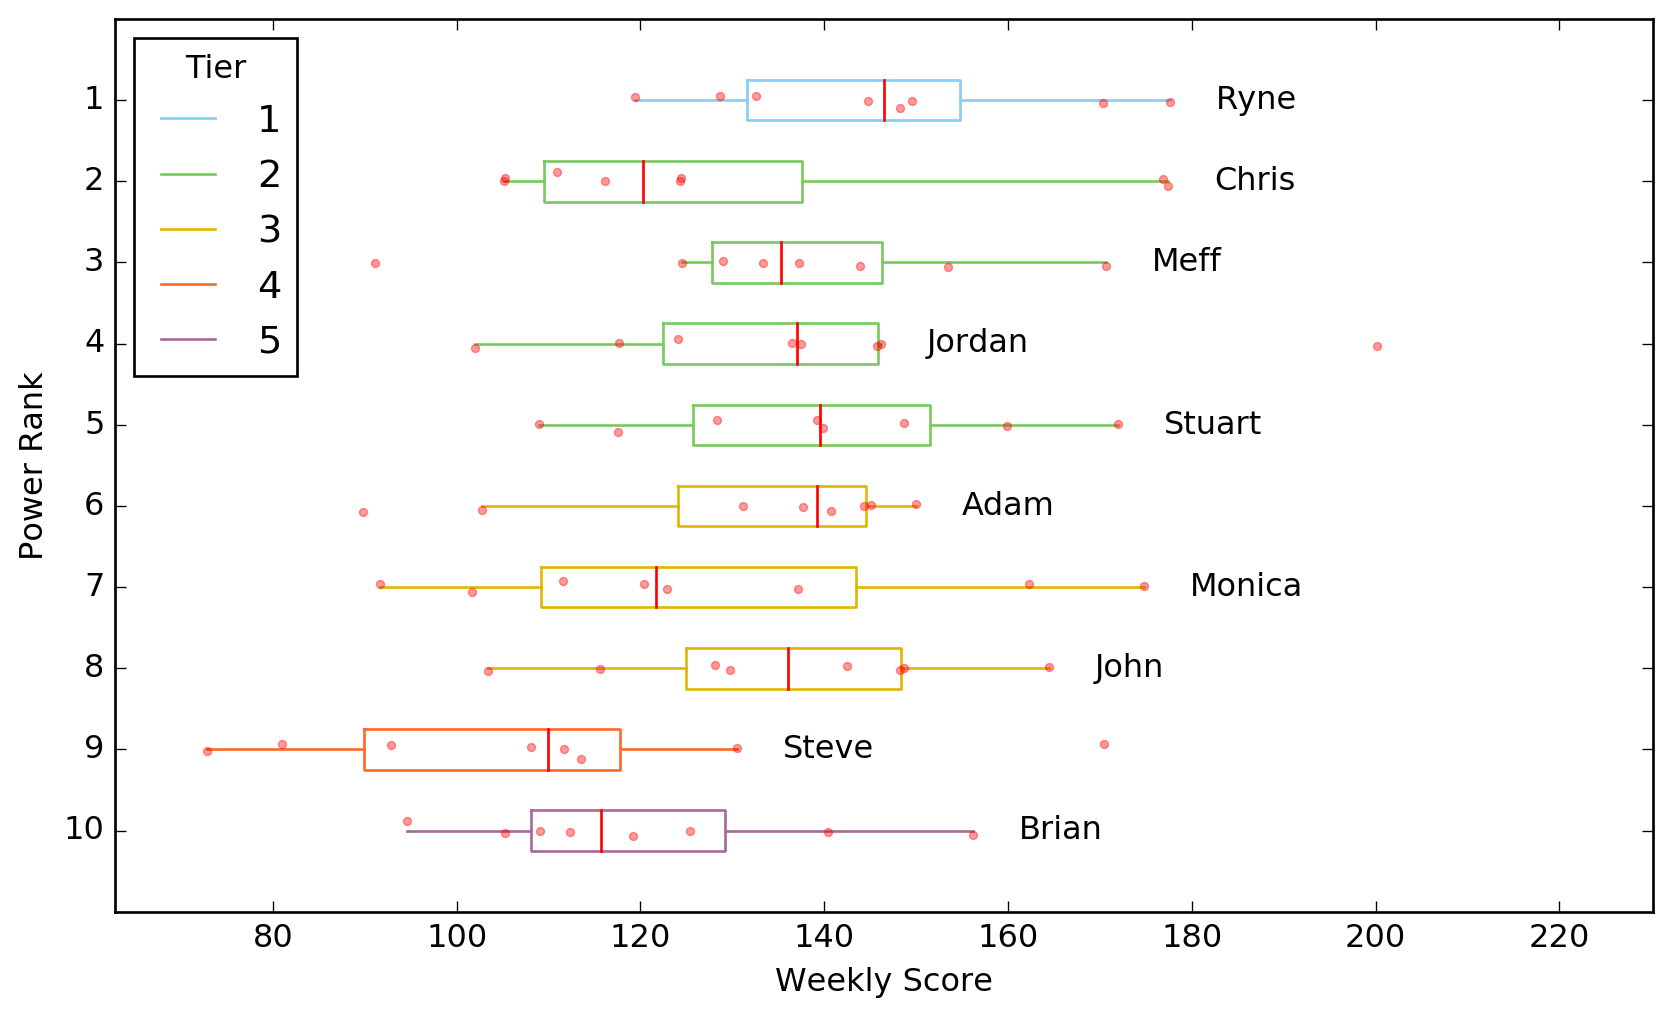 Tier
1
2
3
4
5
Power Rank
1
2
3
4
5
6
7
8
9
10
Ryne
Chris
Meff
Jordan
Stuart
Adam
Monica
John
Steve
Brian
80 100 120 140 160 180 200 220
Weekly Score